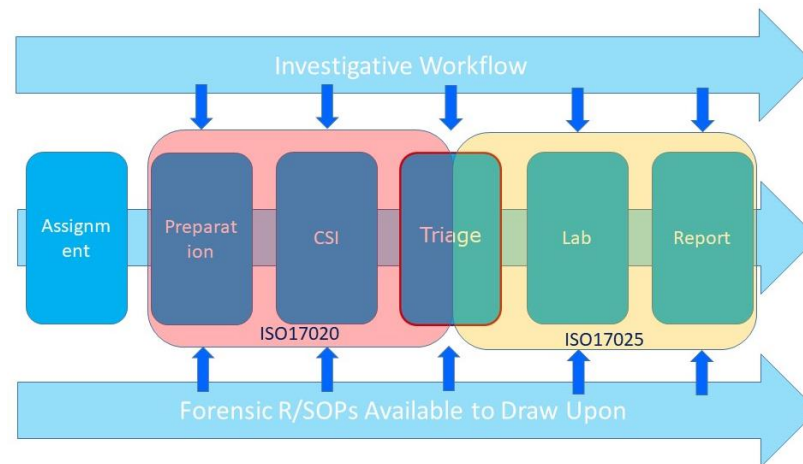 Investigative Workflow
Assignm
ent
Preparat
ion
CSI
Triage
Lab
Report
ISO17020
ISO17025
Forensic R/SOPs Available to Draw Upon